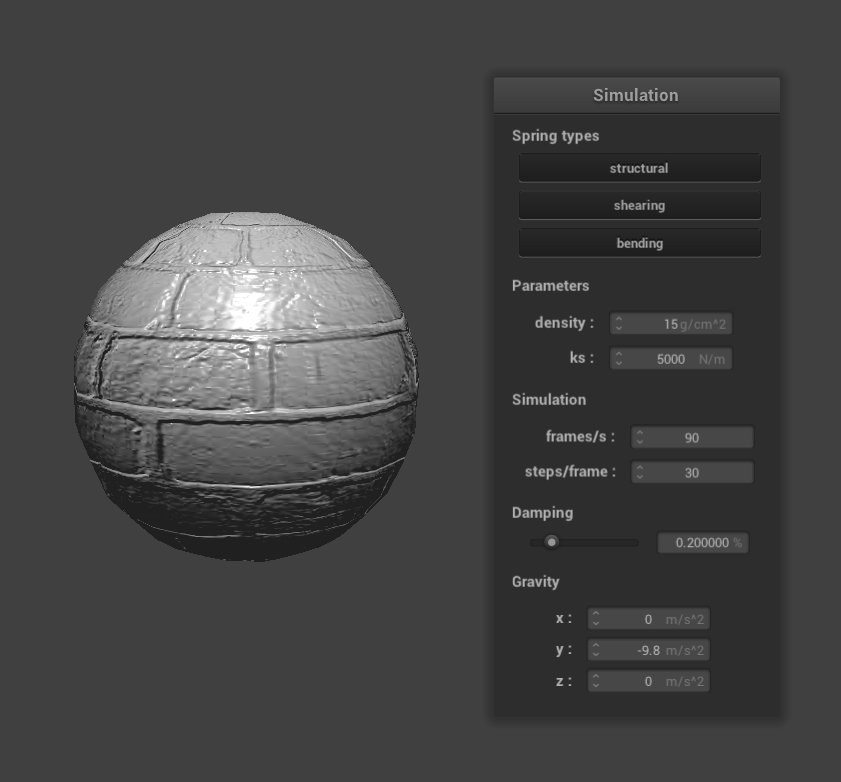 Simulation
Spring types
structural
shearing
bending
Parameters
density : 15 g/cm^2
ks : 5000 N/m
Simulation
frames/s : 90
steps/frame : 30
Damping
0.200000 %
Gravity
x : 0 m/s^2
y : -9.8 m/s^2
z : 0 m/s^2